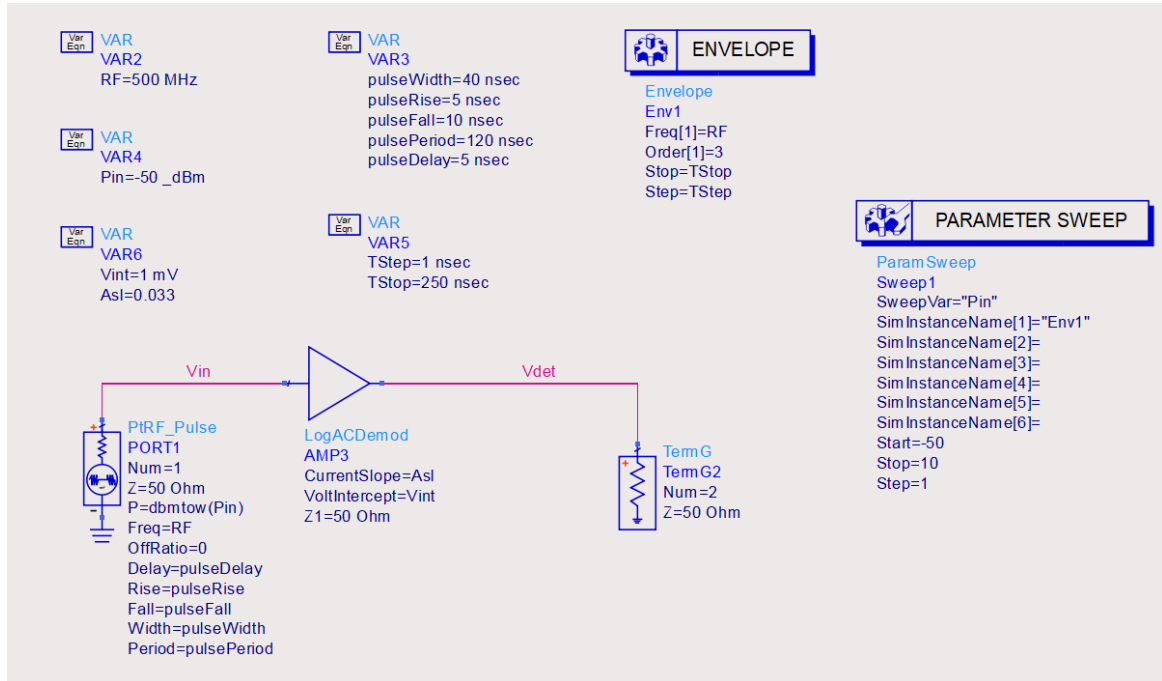 Var
Eqn
VAR
VAR2
RF=500 MHz
Var
Eqn
VAR
VAR4
Pin=-50 _dBm
Var
Eqn
VAR
VAR6
Vint=1 mV
Asl=0.033
Var
Eqn
VAR
VAR3
pulseWidth=40 nsec
pulseRise=5 nsec
pulseFall=10 nsec
pulsePeriod=120 nsec
pulseDelay=5 nsec
Var
Eqn
VAR
VAR5
TStep=1 nsec
TStop=250 nsec
ENVELOPE
Envelope
Env1
Freq[1]=RF
Order[1]=3
Stop=TStop
Step=TStep
PARAMETER SWEEP
ParamSweep
Sweep1
SweepVar="Pin"
SimInstanceName[1]="Env1"
SimInstanceName[2]=
SimInstanceName[3]=
SimInstanceName[4]=
SimInstanceName[5]=
SimInstanceName[6]=
Start=-50
Stop=10
Step=1
Vin
Vdet
PtRF_Pulse
PORT1
Num=1
Z=50 Ohm
P=dbmtow(Pin)
Freq=RF
OffRatio=0
Delay=pulseDelay
Rise=pulseRise
Fall=pulseFall
Width=pulseWidth
Period=pulsePeriod
LogACDemod
AMP3
CurrentSlope=Asl
VoltIntercept=Vint
Z1=50 Ohm
TermG
TermG2
Num=2
Z=50 Ohm